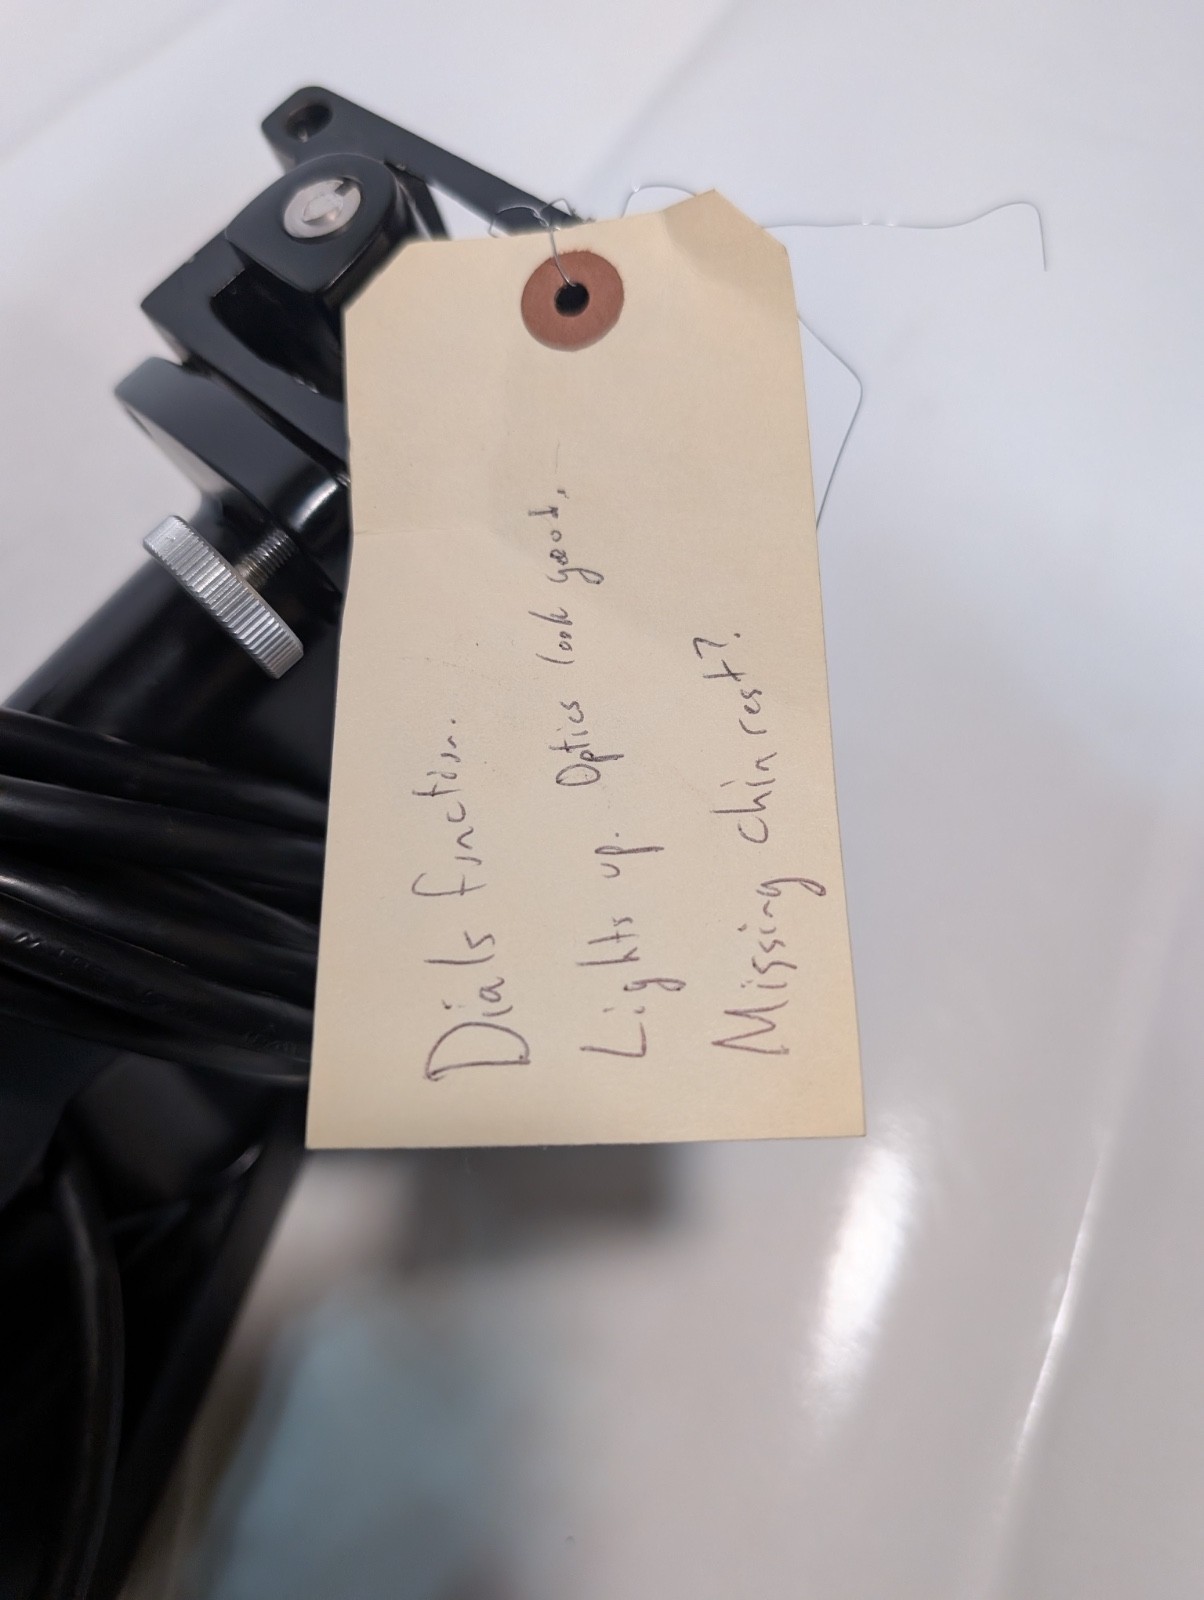 Dials function.
Lights up. Optics look good.
Missing chin rest?